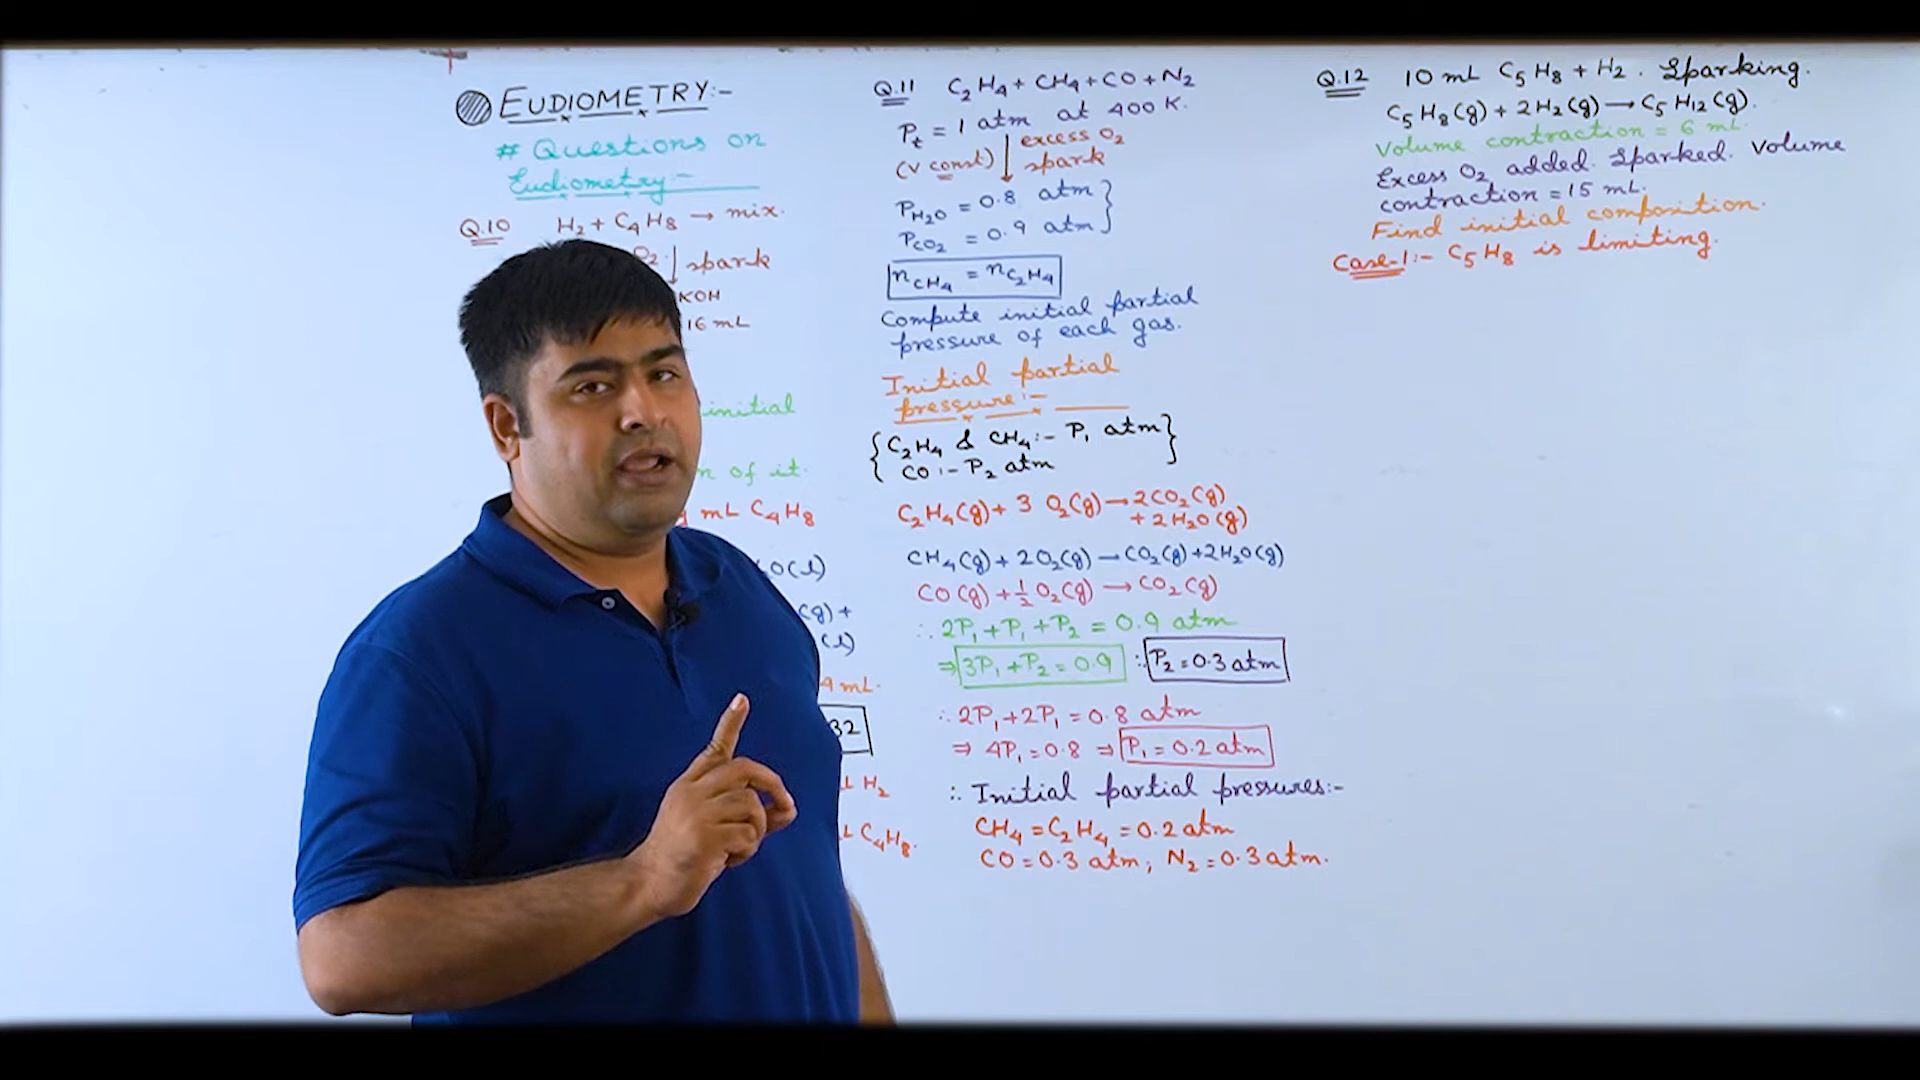 EUDIOMETRY:-
# Questions on
Eudiometry:-
Q.10 H₂ + C₄H₈ → mix.
O₂. ↓ spark
KOH
16 mL
initial
n of it.
mL C₄H₈
O(l)
(g) +
(l)
4 mL.
32
L H₂
L C₄H₈.
Q.11 C₂H₄ + CH₄ + CO + N₂
Pₜ = 1 atm at 400 K.
(V const) ↓ excess O₂
spark
P_H₂O = 0.8 atm }
P_CO₂ = 0.9 atm }
n_CH₄ = n_C₂H₄
Compute initial partial
pressure of each gas.
Initial partial
pressure:-
{ C₂H₄ & CH₄:- P₁ atm }
CO:- P₂ atm
C₂H₄(g) + 3 O₂(g) → 2CO₂(g)
+ 2H₂O(g)
CH₄(g) + 2O₂(g) → CO₂(g) + 2H₂O(g)
CO(g) + ½O₂(g) → CO₂(g)
∴ 2P₁ + P₁ + P₂ = 0.9 atm
⇒ 3P₁ + P₂ = 0.9 ∴ P₂ = 0.3 atm
∴ 2P₁ + 2P₁ = 0.8 atm
⇒ 4P₁ = 0.8 ⇒ P₁ = 0.2 atm
∴ Initial partial pressures:-
CH₄ = C₂H₄ = 0.2 atm
CO = 0.3 atm; N₂ = 0.3 atm.
Q.12 10 mL C₅H₈ + H₂. Sparking.
C₅H₈(g) + 2H₂(g) → C₅H₁₂(g).
Volume contraction = 6 mL.
Excess O₂ added. Sparked. Volume
contraction = 15 mL.
Find initial composition.
Case-1:- C₅H₈ is limiting.